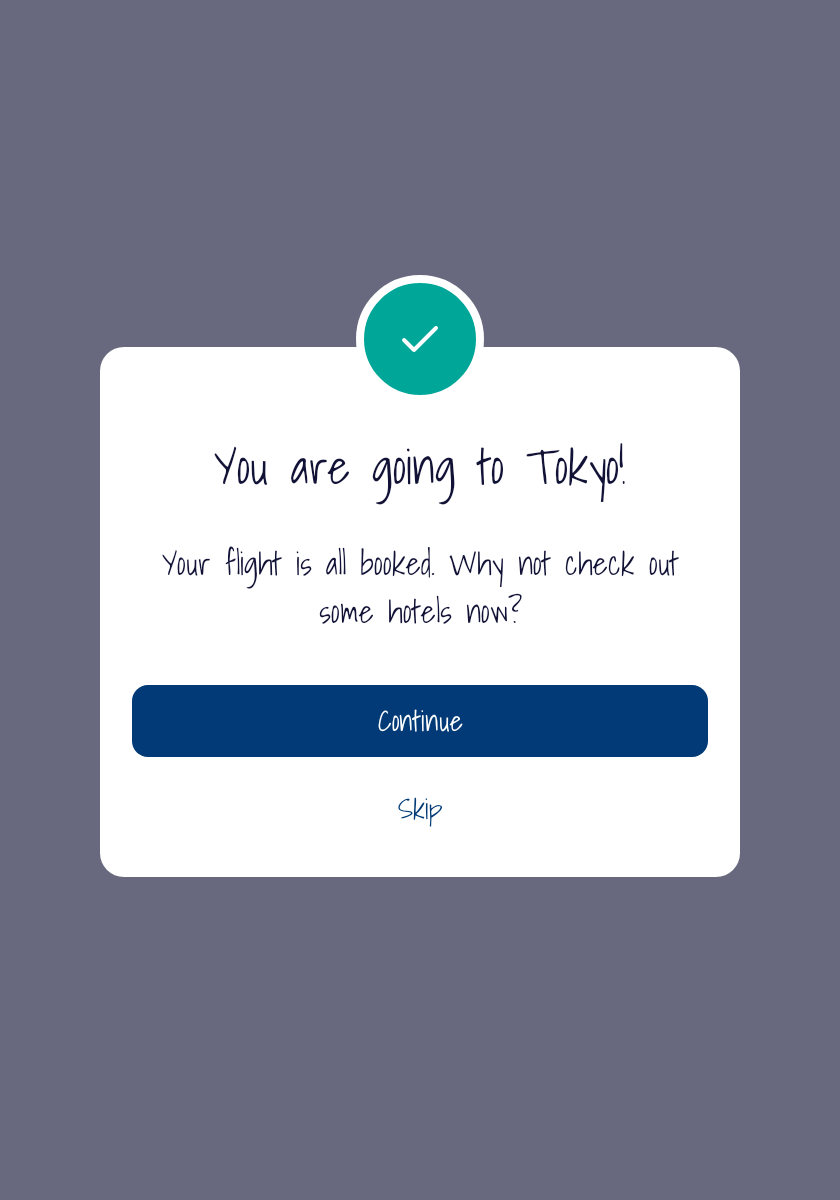 You are going to Tokyo!
Your flight is all booked. Why not check out
some hotels now?
Continue
Skip